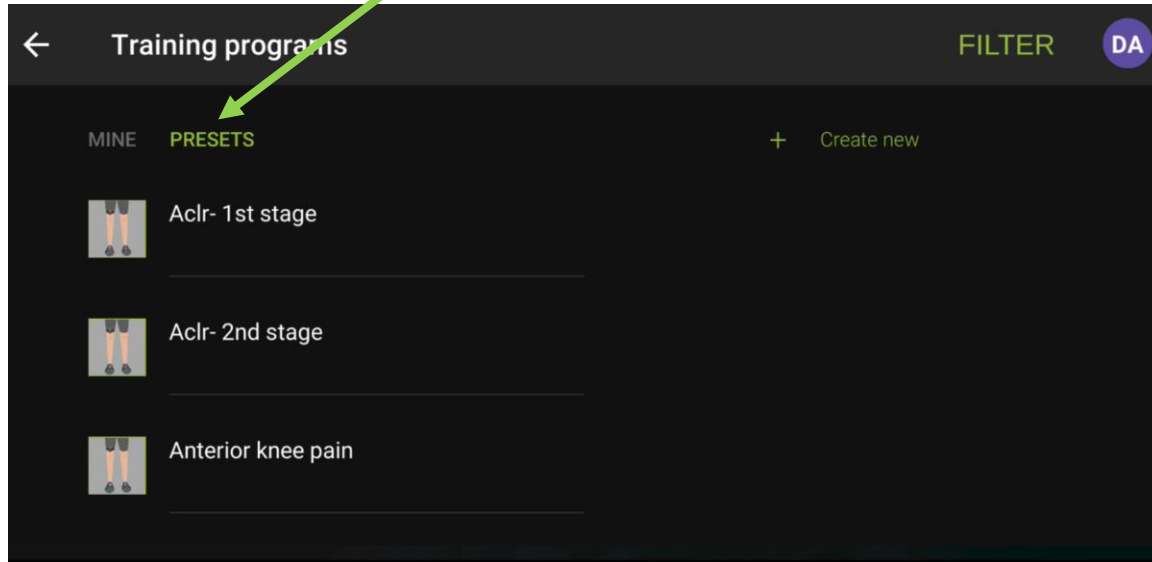 Training programs FILTER DA
MINE PRESETS + Create new
Aclr- 1st stage
Aclr- 2nd stage
Anterior knee pain